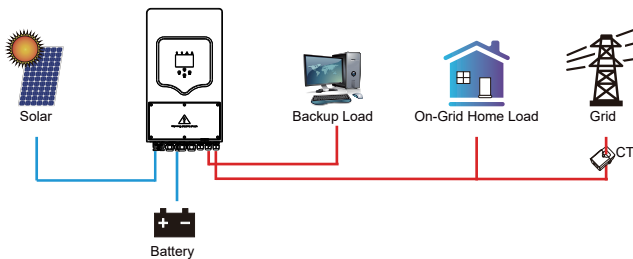 Solar
Backup Load
On-Grid Home Load
Grid
CT
Battery